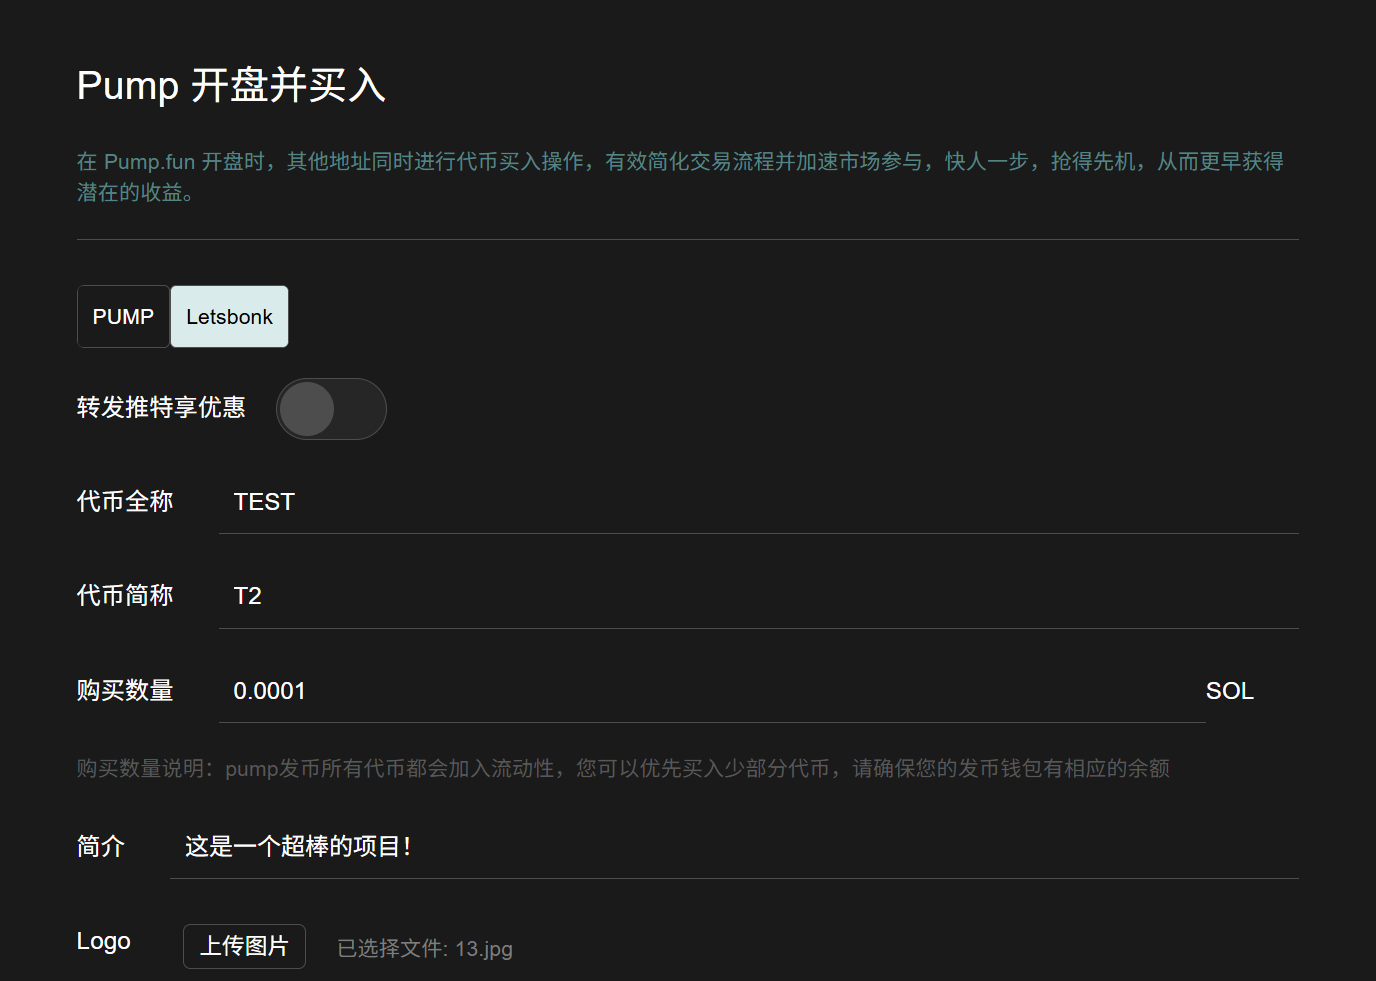 Pump 开盘并买入
在 Pump.fun 开盘时，其他地址同时进行代币买入操作，有效简化交易流程并加速市场参与，快人一步，抢得先机，从而更早获得
潜在的收益。
PUMP Letsbonk
转发推特享优惠
代币全称 TEST
代币简称 T2
购买数量 0.0001 SOL
购买数量说明：pump发币所有代币都会加入流动性，您可以优先买入少部分代币，请确保您的发币钱包有相应的余额
简介 这是一个超棒的项目！
Logo 上传图片 已选择文件: 13.jpg